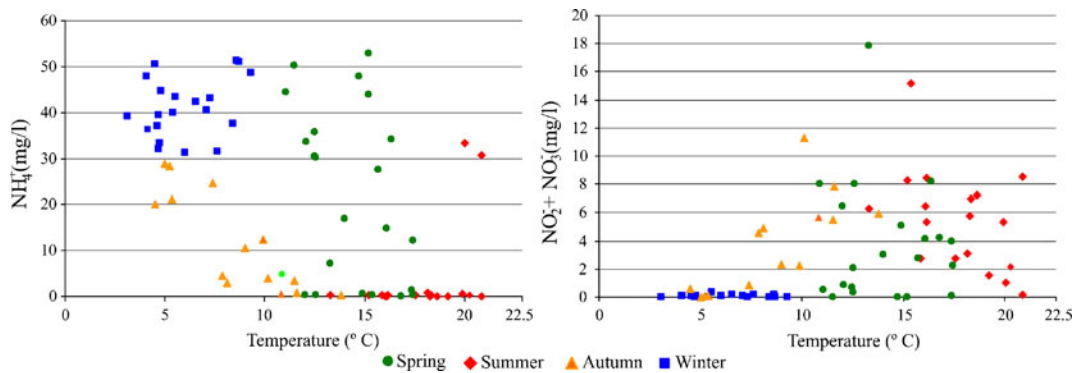 60
50
40
30
20
10
0
NH₄⁺(mg/l)
0 5 10 15 20 22.5
Temperature (º C)
20
18
16
14
12
10
8
6
4
2
0
NO₂⁻+ NO₃⁻(mg/l)
0 5 10 15 20 22.5
Temperature (º C)
Spring Summer Autumn Winter